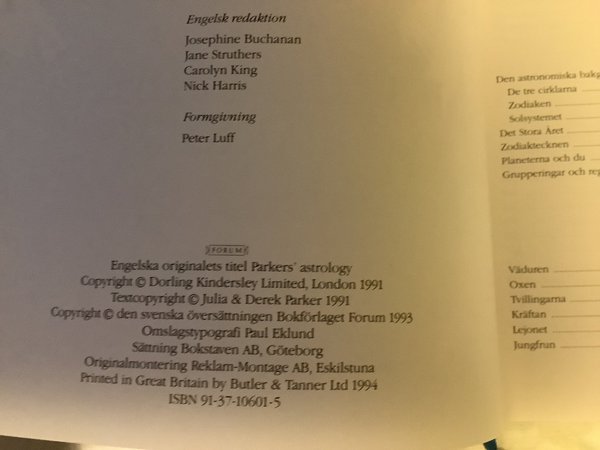 Engelsk redaktion
Josephine Buchanan
Jane Struthers
Carolyn King
Nick Harris
Formgivning
Peter Luff
FORUM
Engelska originalets titel Parkers' astrology
Copyright © Dorling Kindersley Limited, London 1991
Textcopyright © Julia & Derek Parker 1991
Copyright © den svenska översättningen Bokförlaget Forum 1993
Omslagstypografi Paul Eklund
Sättning Bokstaven AB, Göteborg
Originalmontering Reklam-Montage AB, Eskilstuna
Printed in Great Britain by Butler & Tanner Ltd 1994
ISBN 91-37-10601-5
Den astronomiska
De tre cirklarna
Zodiaken
Solsystemet
Det Stora Året
Zodiaktecknen
Planeterna och du
Grupperingar och
Väduren
Oxen
Tvillingarna
Kräftan
Lejonet
Jungfrun